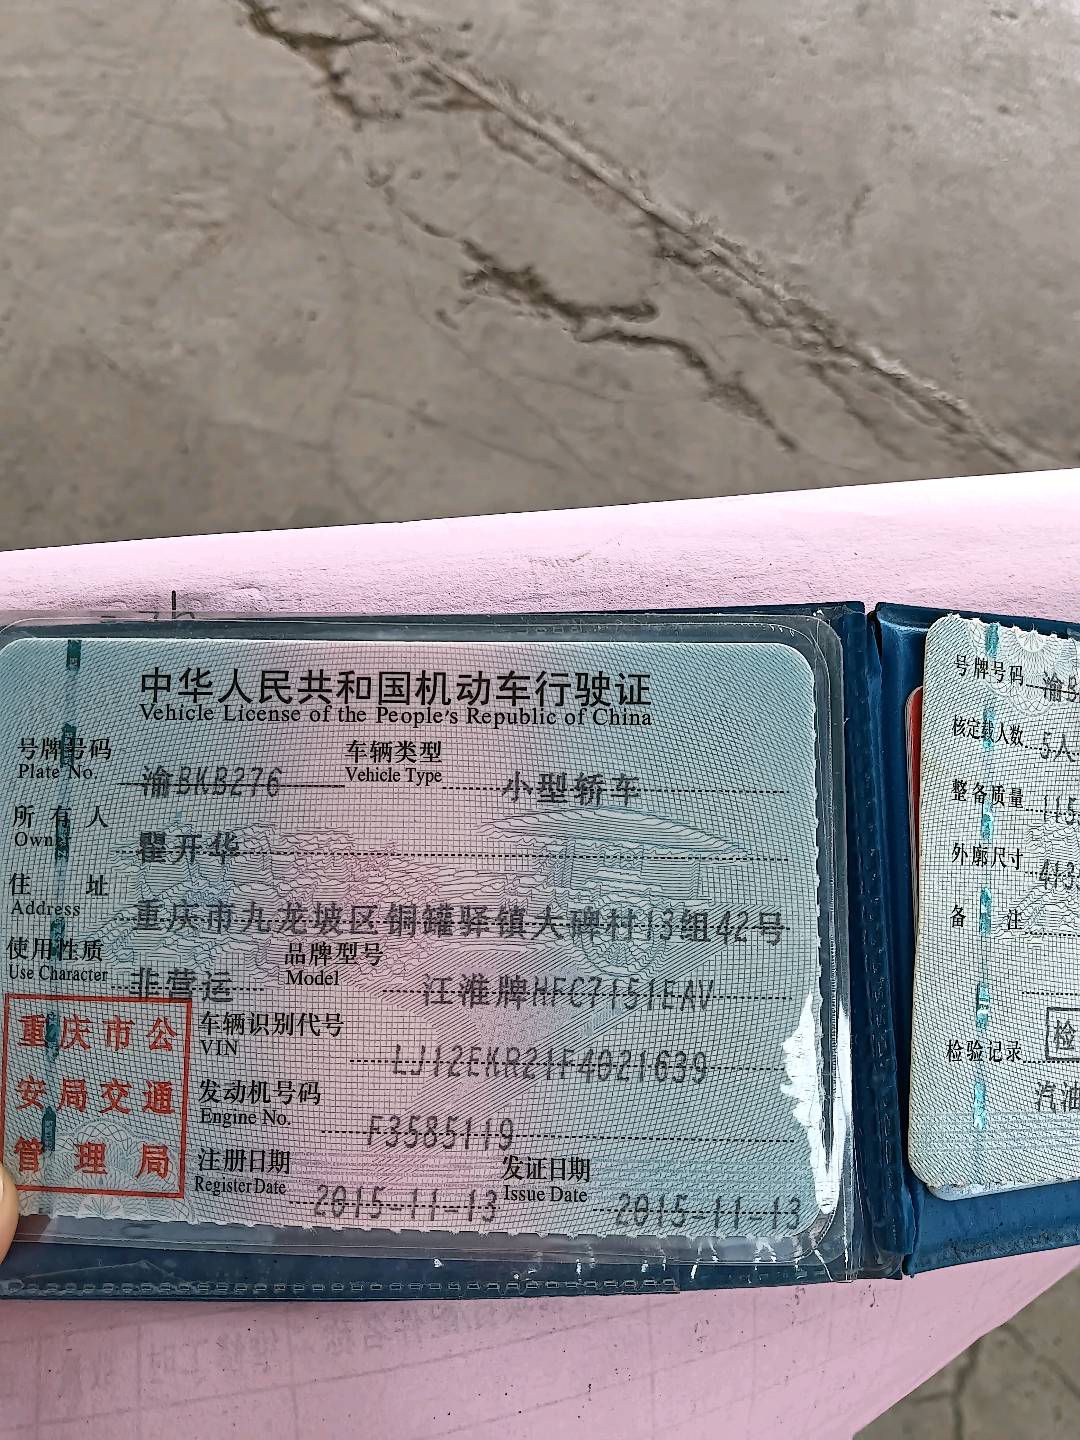 中华人民共和国机动车行驶证
Vehicle License of the People's Republic of China
号牌号码 渝BKB276 车辆类型 小型轿车
Plate No. Vehicle Type
所有人 瞿开华
Owner
住址 重庆市九龙坡区铜罐驿镇大碑村13组42号
Address
使用性质 非营运 品牌型号 江淮牌HFC7151EAV
Use Character Model
重庆市公
安局交通
管理局
车辆识别代号 LJ12EKR21F4021639
VIN
发动机号码 F3585119
Engine No.
注册日期 2015-11-13 发证日期 2015-11-13
Register Date Issue Date
号牌号码 渝B
核定载人数 5人
整备质量 115
外廓尺寸 413
备注
检
检验记录
汽油